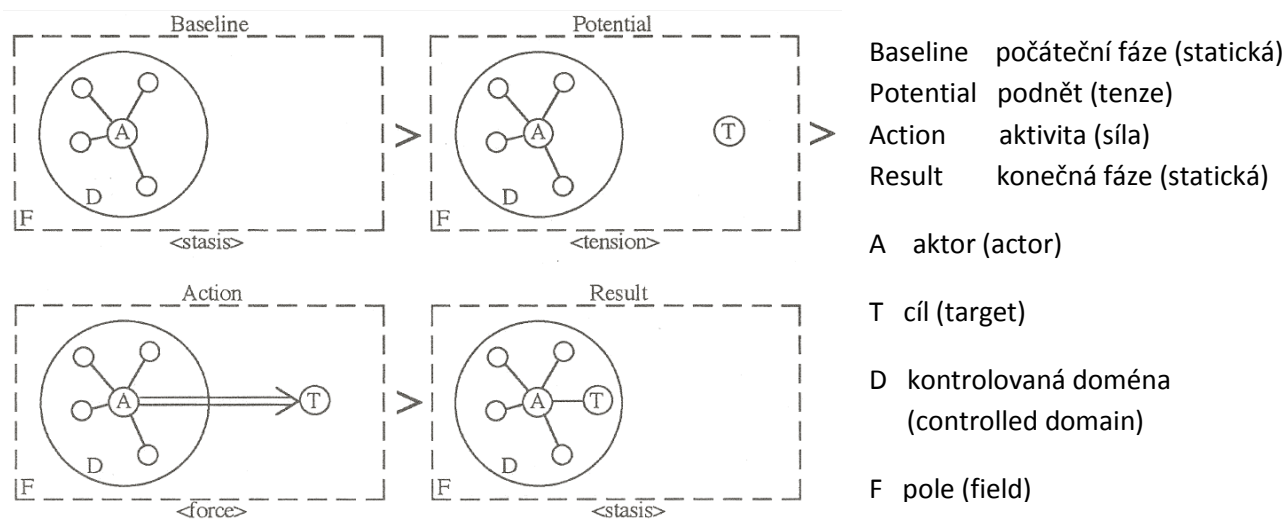 Baseline
A
D
F
<stasis>
>
Potential
A
T
D
F
<tension>
>
Action
A
T
D
F
<force>
>
Result
A
T
D
F
<stasis>
Baseline počáteční fáze (statická)
Potential podnět (tenze)
Action aktivita (síla)
Result konečná fáze (statická)
A aktor (actor)
T cíl (target)
D kontrolovaná doména
(controlled domain)
F pole (field)